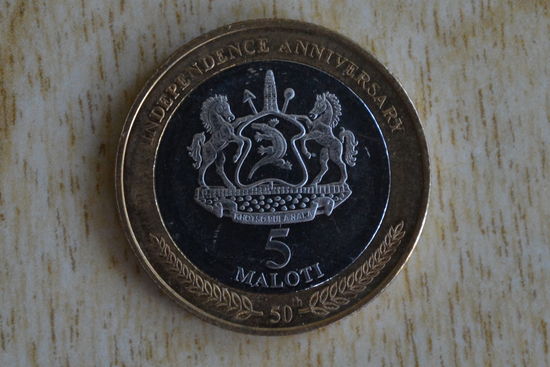 INDEPENDENCE ANNIVERSARY
KHOTSO PULA NALA
5
MALOTI
50th